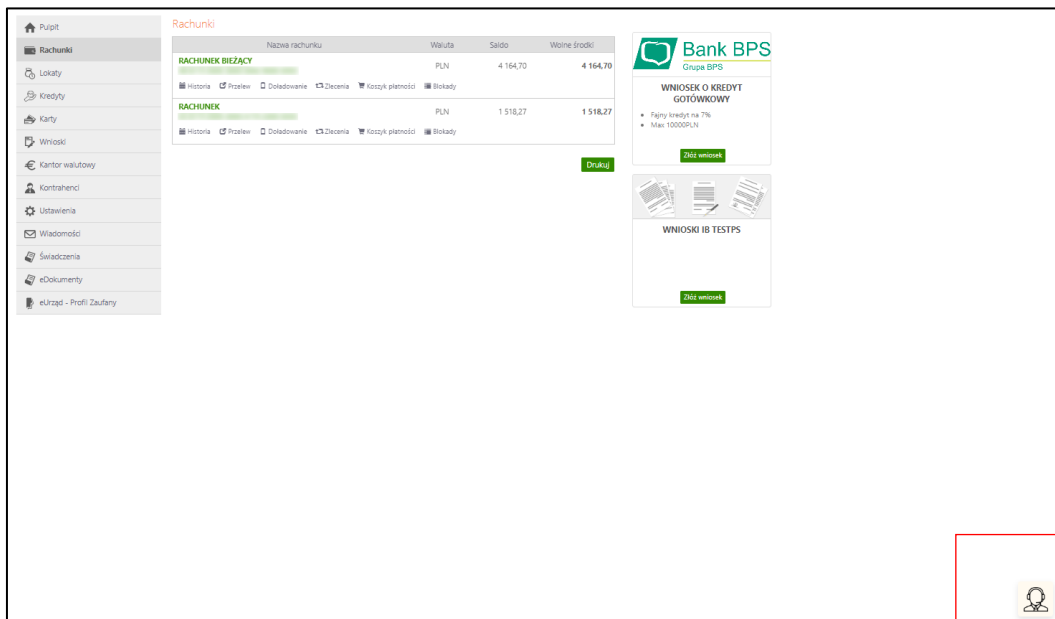 Pulpit
Rachunki
Lokaty
Kredyty
Karty
Wnioski
Kantor walutowy
Kontrahenci
Ustawienia
Wiadomości
Świadczenia
eDokumenty
eUrząd - Profil Zaufany
Rachunki
Nazwa rachunku Waluta Saldo Wolne środki
RACHUNEK BIEŻĄCY PLN 4 164,70 4 164,70
Historia Przelew Doładowanie Zlecenia Koszyk płatności Blokady
RACHUNEK PLN 1 518,27 1 518,27
Historia Przelew Doładowanie Zlecenia Koszyk płatności Blokady
Drukuj
Bank BPS
Grupa BPS
WNIOSEK O KREDYT
GOTÓWKOWY
Fajny kredyt na 7%
Max 10000PLN
Złóż wniosek
WNIOSKI IB TESTPS
Złóż wniosek